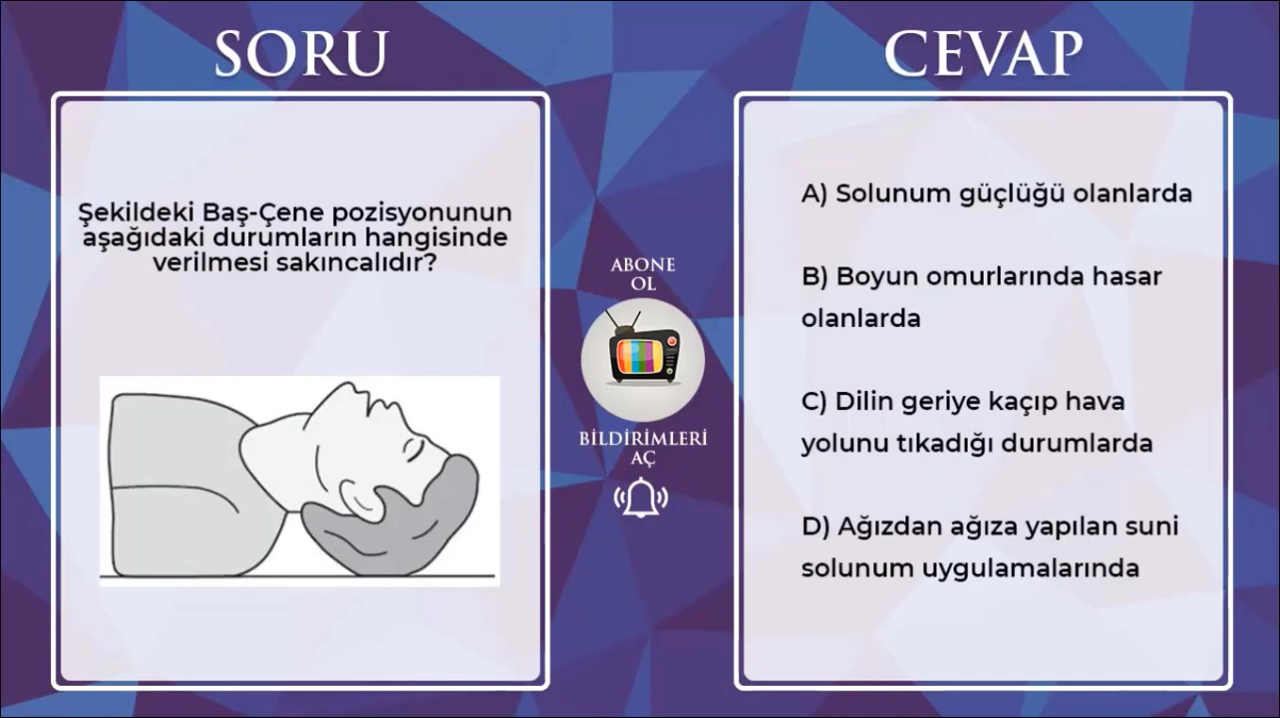 SORU
Şekildeki Baş-Çene pozisyonunun
aşağıdaki durumların hangisinde
verilmesi sakıncalıdır?
ABONE
OL
BİLDİRİMLERİ
AÇ
CEVAP
A) Solunum güçlüğü olanlarda
B) Boyun omurlarında hasar
olanlarda
C) Dilin geriye kaçıp hava
yolunu tıkadığı durumlarda
D) Ağızdan ağıza yapılan suni
solunum uygulamalarında